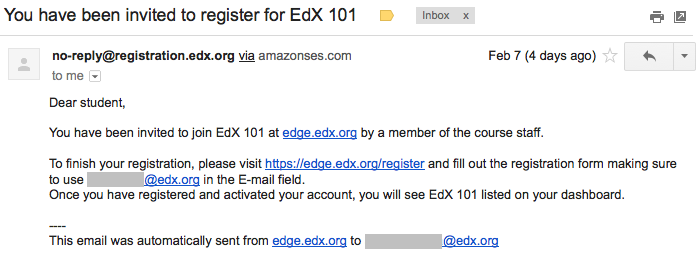 You have been invited to register for EdX 101 Inbox x
no-reply@registration.edx.org via amazonses.com Feb 7 (4 days ago)
to me
Dear student,
You have been invited to join EdX 101 at edge.edx.org by a member of the course staff.
To finish your registration, please visit https://edge.edx.org/register and fill out the registration form making sure
to use @edx.org in the E-mail field.
Once you have registered and activated your account, you will see EdX 101 listed on your dashboard.
----
This email was automatically sent from edge.edx.org to @edx.org